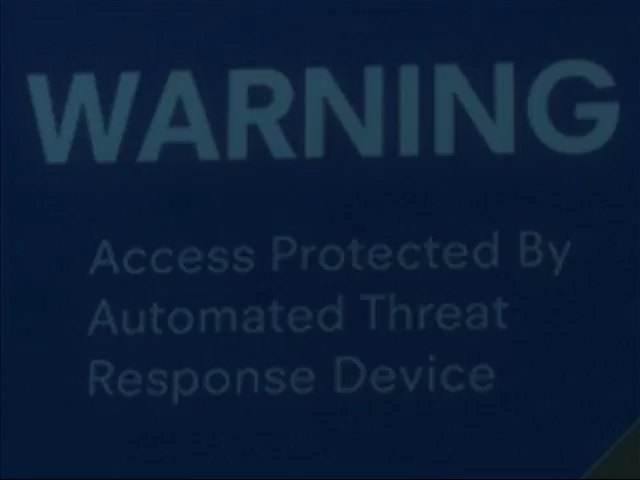 WARNING
Access Protected By
Automated Threat
Response Device